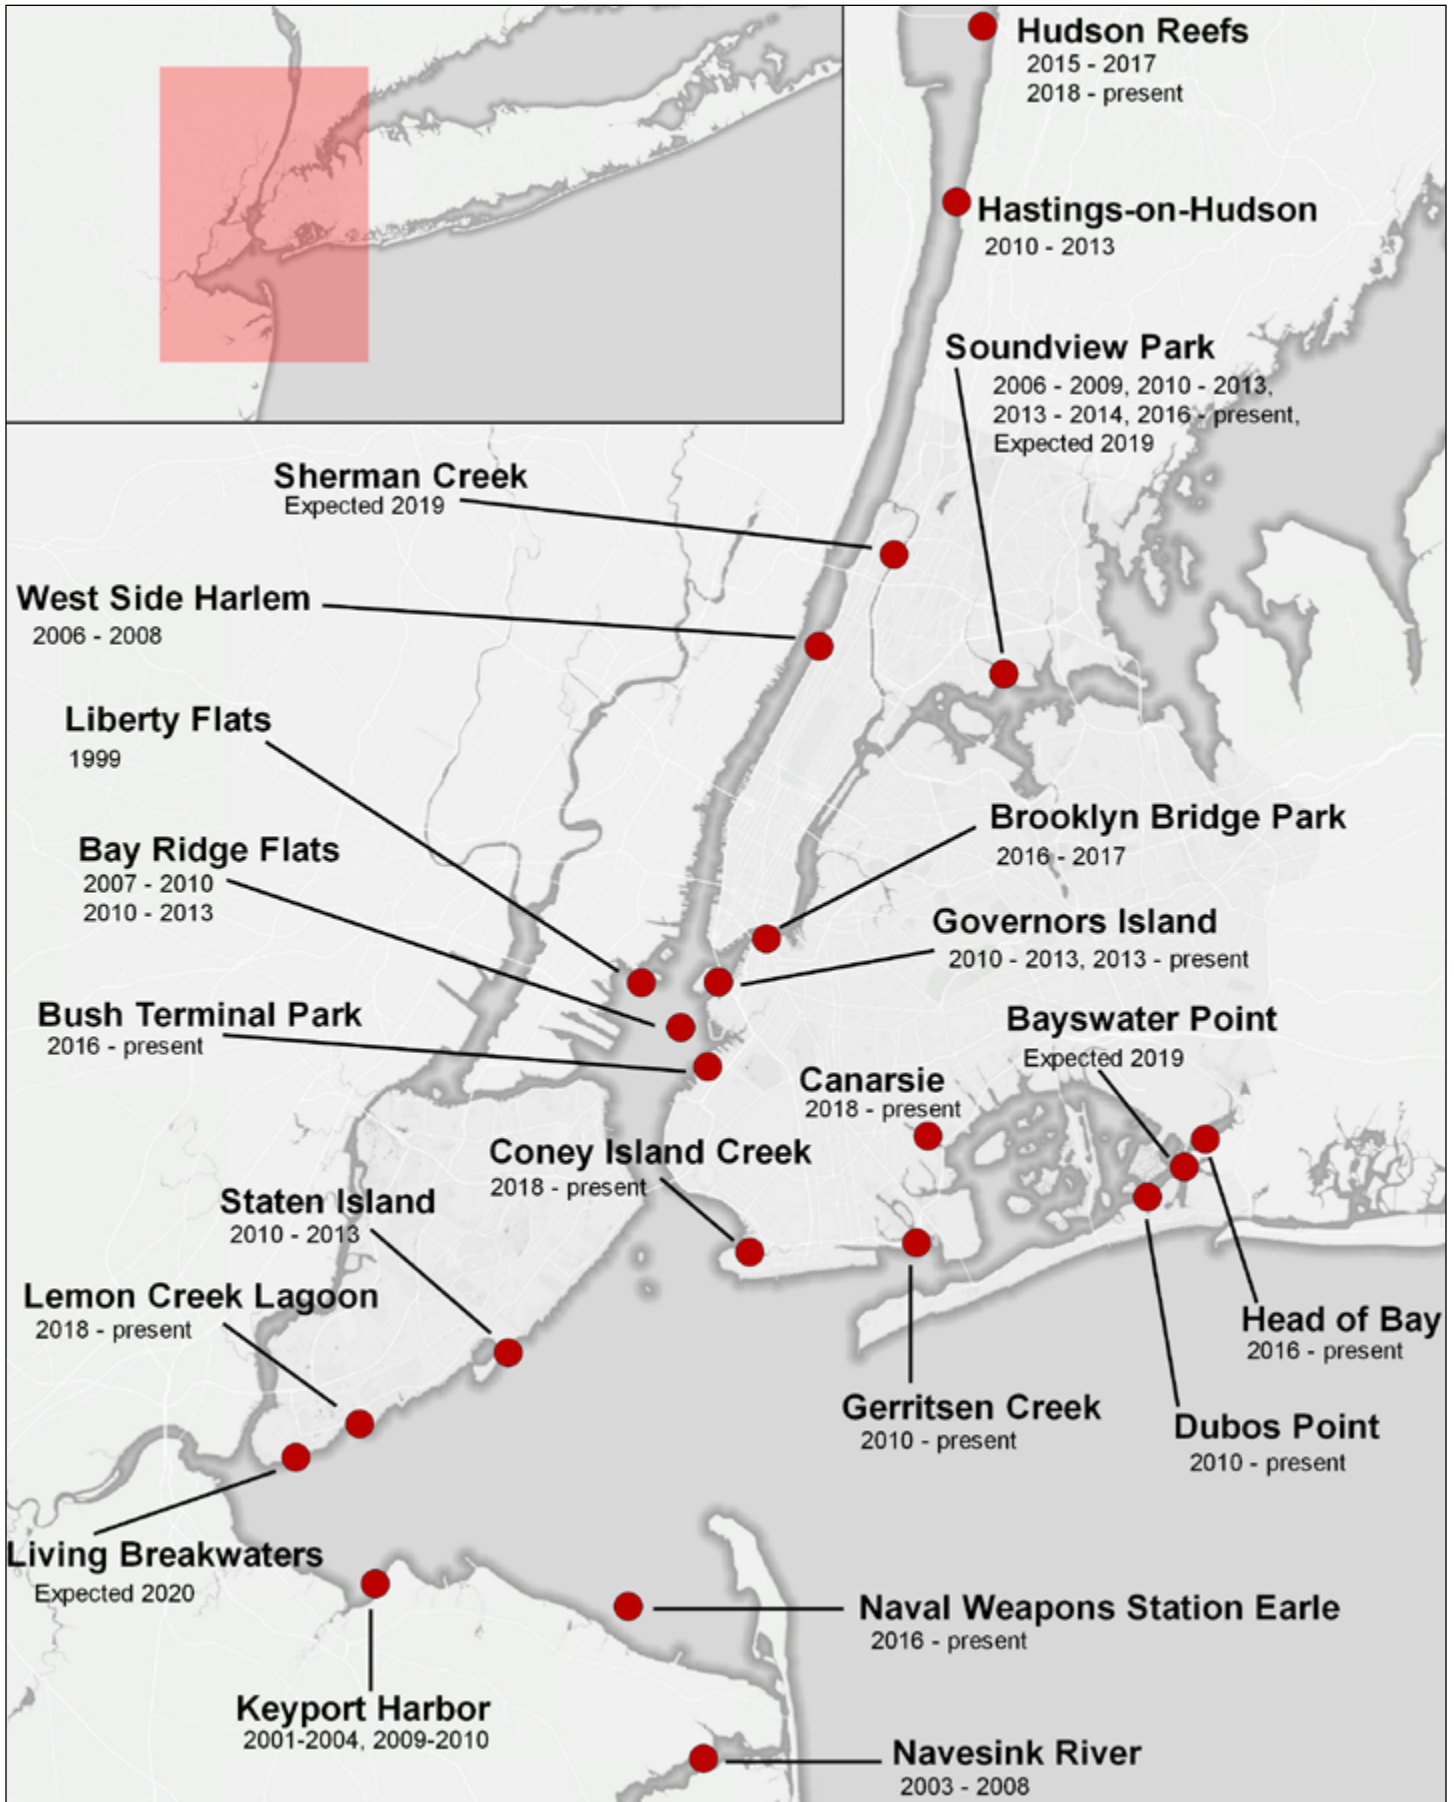 Hudson Reefs
2015 - 2017
2018 - present
Hastings-on-Hudson
2010 - 2013
Soundview Park
2006 - 2009, 2010 - 2013,
2013 - 2014, 2016 - present,
Expected 2019
Sherman Creek
Expected 2019
West Side Harlem
2006 - 2008
Liberty Flats
1999
Brooklyn Bridge Park
2016 - 2017
Bay Ridge Flats
2007 - 2010
2010 - 2013
Governors Island
2010 - 2013, 2013 - present
Bush Terminal Park
2016 - present
Bayswater Point
Expected 2019
Canarsie
2018 - present
Coney Island Creek
2018 - present
Staten Island
2010 - 2013
Lemon Creek Lagoon
2018 - present
Head of Bay
2016 - present
Gerritsen Creek
2010 - present
Dubos Point
2010 - present
Living Breakwaters
Expected 2020
Naval Weapons Station Earle
2016 - present
Keyport Harbor
2001-2004, 2009-2010
Navesink River
2003 - 2008